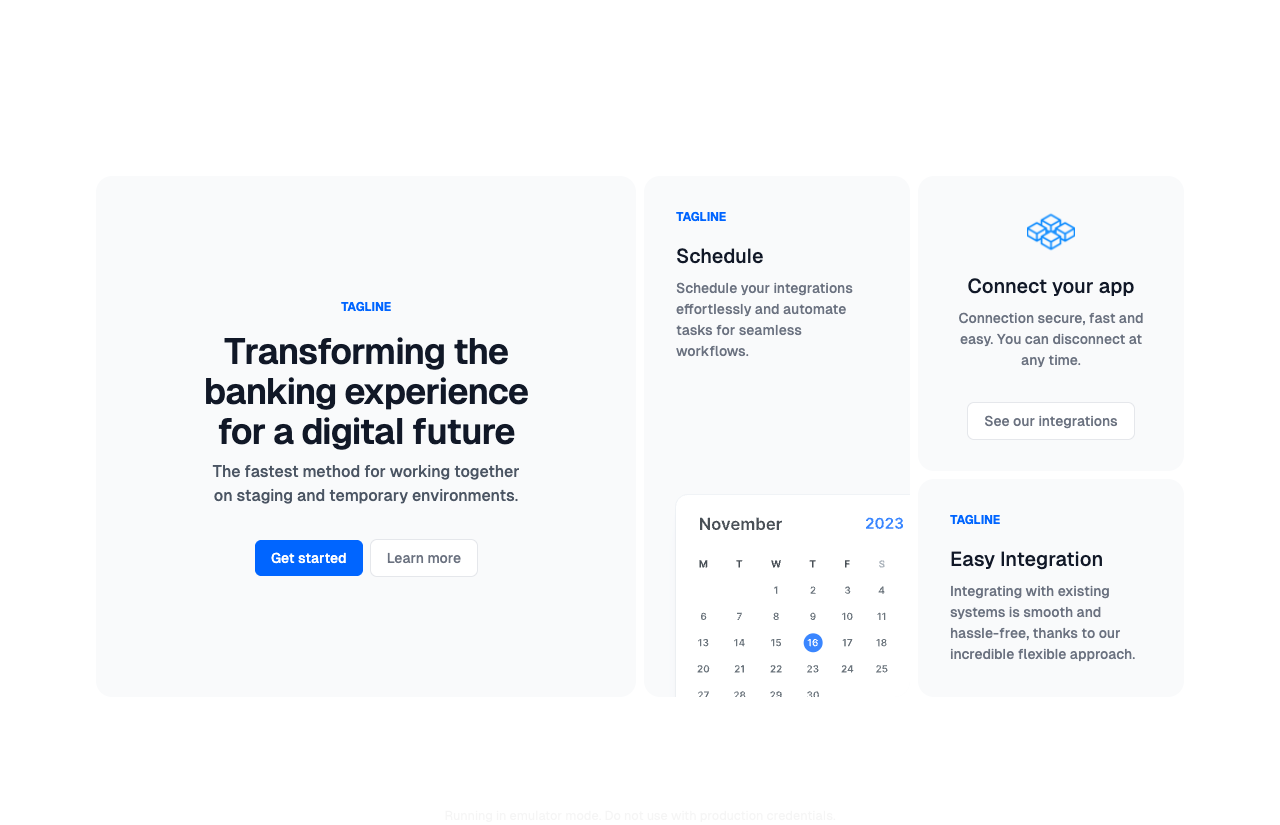 TAGLINE
Transforming the
banking experience
for a digital future
The fastest method for working together
on staging and temporary environments.
Get started
Learn more
TAGLINE
Schedule
Schedule your integrations
effortlessly and automate
tasks for seamless
workflows.
November 2023
M T W T F S
1 2 3 4
6 7 8 9 10 11
13 14 15 16 17 18
20 21 22 23 24 25
27 28 29 30
Connect your app
Connection secure, fast and
easy. You can disconnect at
any time.
See our integrations
TAGLINE
Easy Integration
Integrating with existing
systems is smooth and
hassle-free, thanks to our
incredible flexible approach.
Running in emulator mode. Do not use with production credentials.